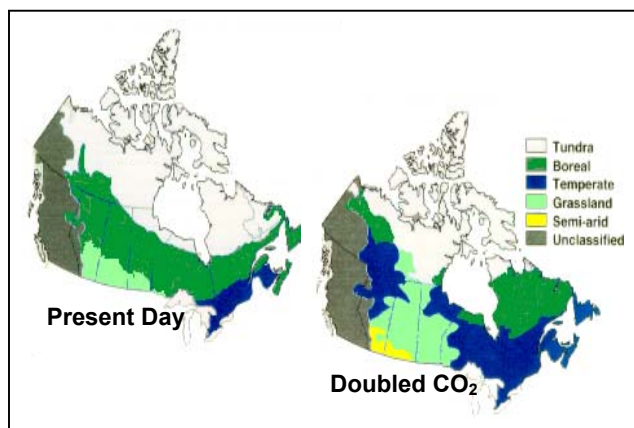 Tundra
Boreal
Temperate
Grassland
Semi-arid
Unclassified
Present Day
Doubled CO₂